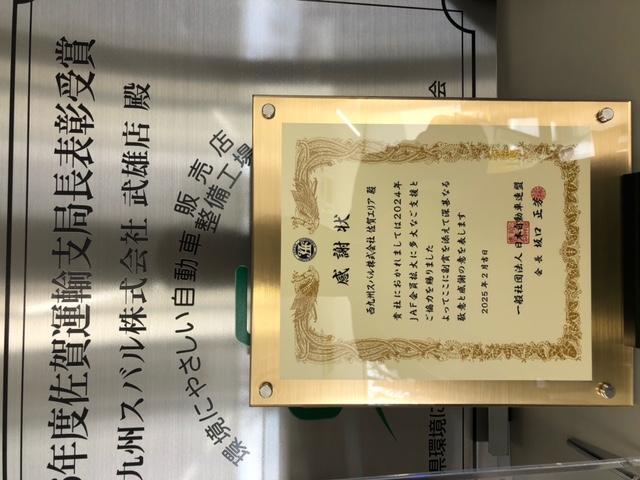 年度佐賀運輸支局長表彰受賞
九州スバル株式会社 武雄店 殿
環境にやさしい自動車
販売店
整備工場
会
県環境に
感謝状
西九州スバル株式会社 佐賀エリア 殿
貴社におかれましては2024年
JAF会員拡大に多大なご支援と
ご協力を賜りました
よってここに副賞を添えて深甚なる
敬意と感謝の意を表します
2025年2月吉日
一般社団法人 日本自動車連盟
会長 坂口 正芳